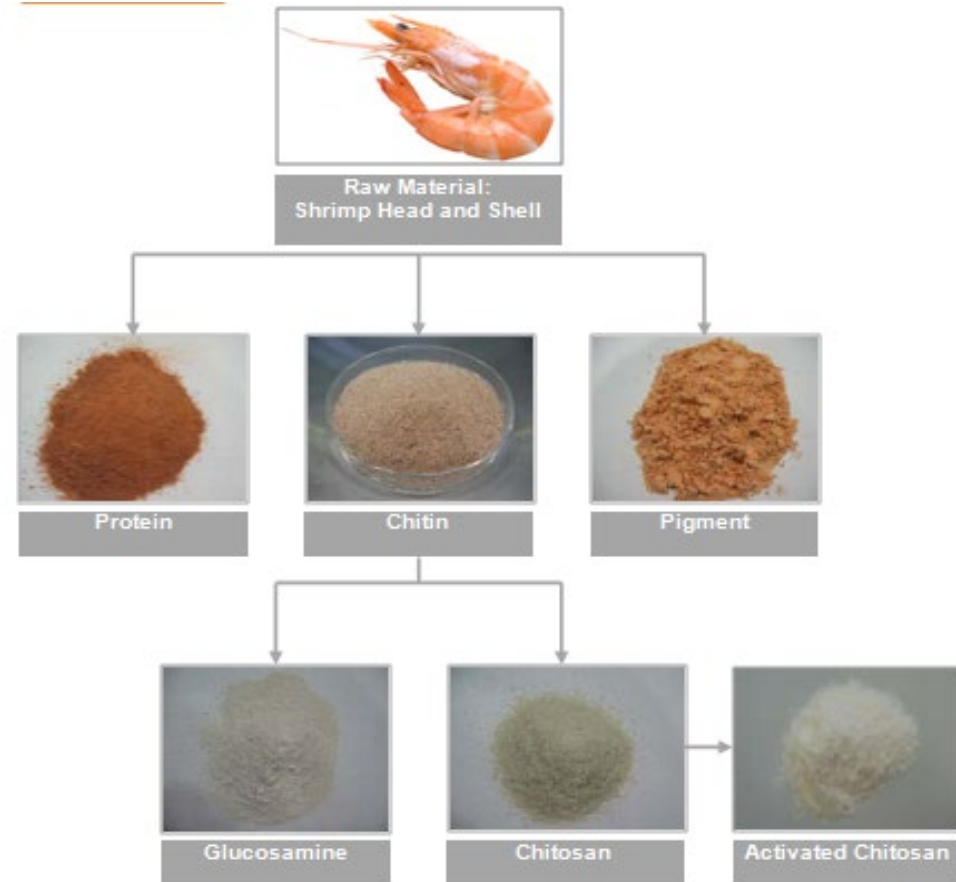 Raw Material:
Shrimp Head and Shell
Protein
Chitin
Pigment
Glucosamine
Chitosan
Activated Chitosan